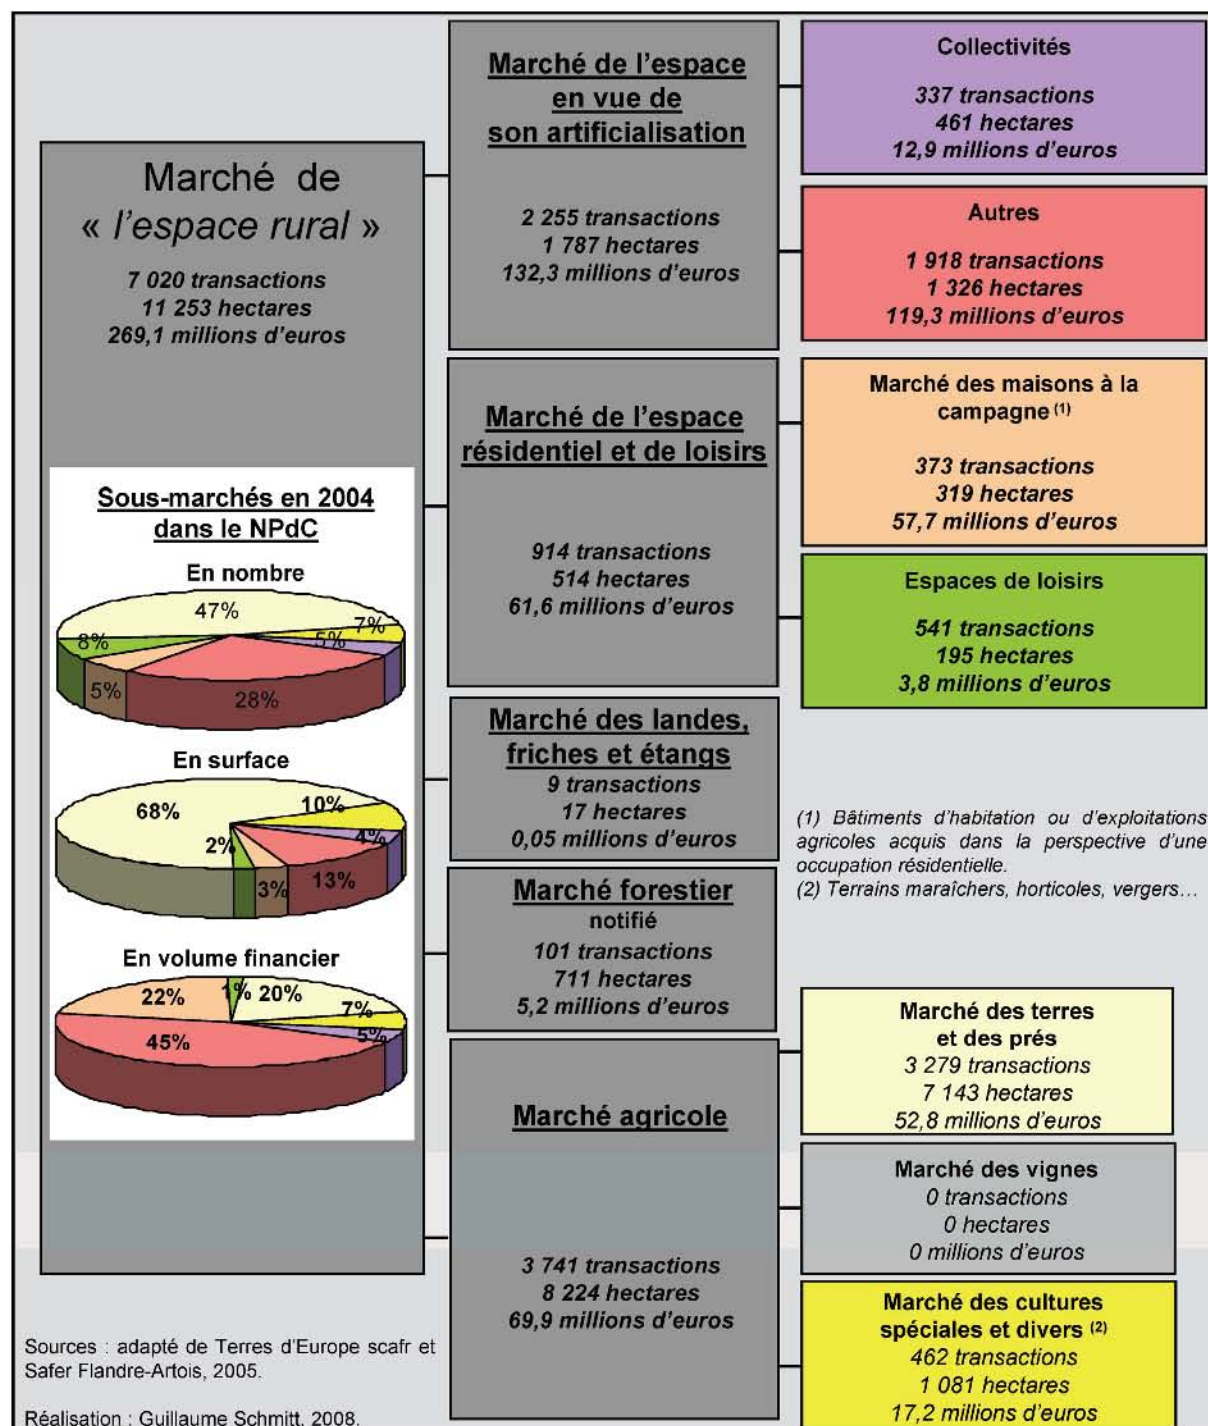 Marché de
« l'espace rural »
7 020 transactions
11 253 hectares
269,1 millions d'euros
Sous-marchés en 2004
dans le NPdC
En nombre
47%
7%
8%
5%
5%
28%
En surface
68%
10%
2%
4%
3%
13%
En volume financier
22%
1%
20%
7%
5%
45%
Sources : adapté de Terres d'Europe scafr et
Safer Flandre-Artois, 2005.
Réalisation : Guillaume Schmitt, 2008.
Marché de l'espace
en vue de
son artificialisation
2 255 transactions
1 787 hectares
132,3 millions d'euros
Collectivités
337 transactions
461 hectares
12,9 millions d'euros
Autres
1 918 transactions
1 326 hectares
119,3 millions d'euros
Marché de l'espace
résidentiel et de loisirs
914 transactions
514 hectares
61,6 millions d'euros
Marché des maisons à la
campagne (1)
373 transactions
319 hectares
57,7 millions d'euros
Espaces de loisirs
541 transactions
195 hectares
3,8 millions d'euros
Marché des landes,
friches et étangs
9 transactions
17 hectares
0,05 millions d'euros
(1) Bâtiments d'habitation ou d'exploitations
agricoles acquis dans la perspective d'une
occupation résidentielle.
(2) Terrains maraîchers, horticoles, vergers…
Marché forestier
notifié
101 transactions
711 hectares
5,2 millions d'euros
Marché agricole
3 741 transactions
8 224 hectares
69,9 millions d'euros
Marché des terres
et des prés
3 279 transactions
7 143 hectares
52,8 millions d'euros
Marché des vignes
0 transactions
0 hectares
0 millions d'euros
Marché des cultures
spéciales et divers (2)
462 transactions
1 081 hectares
17,2 millions d'euros